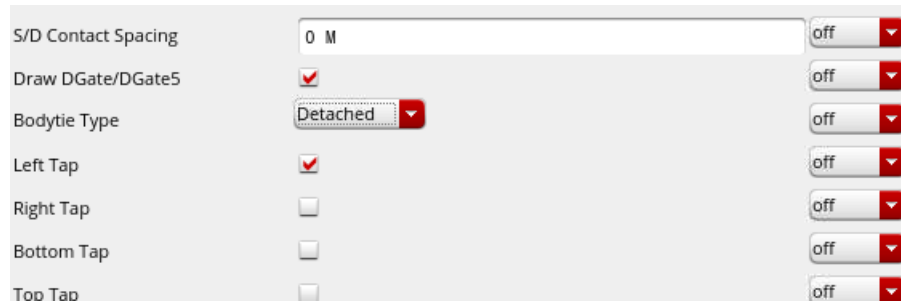 S/D Contact Spacing 0 M off
Draw DGate/DGate5 off
Bodytie Type Detached off
Left Tap off
Right Tap off
Bottom Tap off
Top Tap off